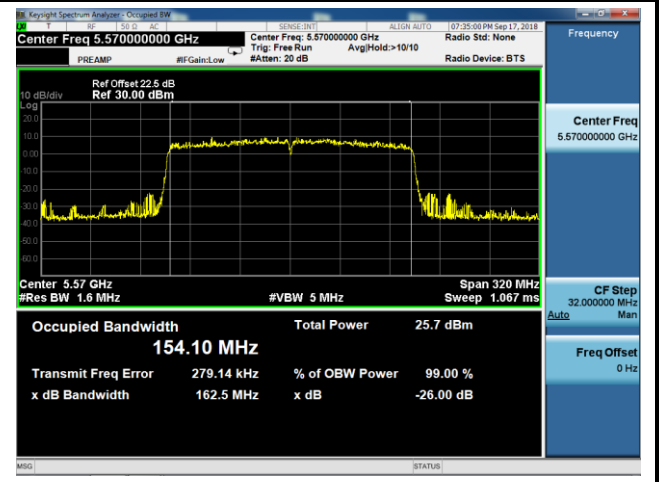 Keysight Spectrum Analyzer - Occupied BW
T RF 50 Ω AC SENSE:INT ALIGN AUTO 07:35:00 PM Sep 17, 2018
Center Freq 5.570000000 GHz Center Freq: 5.570000000 GHz Radio Std: None
Trig: Free Run Avg|Hold:>10/10
PREAMP #IFGain:Low #Atten: 20 dB Radio Device: BTS
Ref Offset 22.5 dB
10 dB/div Ref 30.00 dBm
Log
20.0
10.0
0.00
-10.0
-20.0
-30.0
-40.0
-50.0
-60.0
Center 5.57 GHz Span 320 MHz
#Res BW 1.6 MHz #VBW 5 MHz Sweep 1.067 ms
Occupied Bandwidth Total Power 25.7 dBm
154.10 MHz
Transmit Freq Error 279.14 kHz % of OBW Power 99.00 %
x dB Bandwidth 162.5 MHz x dB -26.00 dB
MSG STATUS
Frequency
Center Freq
5.570000000 GHz
CF Step
32.000000 MHz
Auto Man
Freq Offset
0 Hz